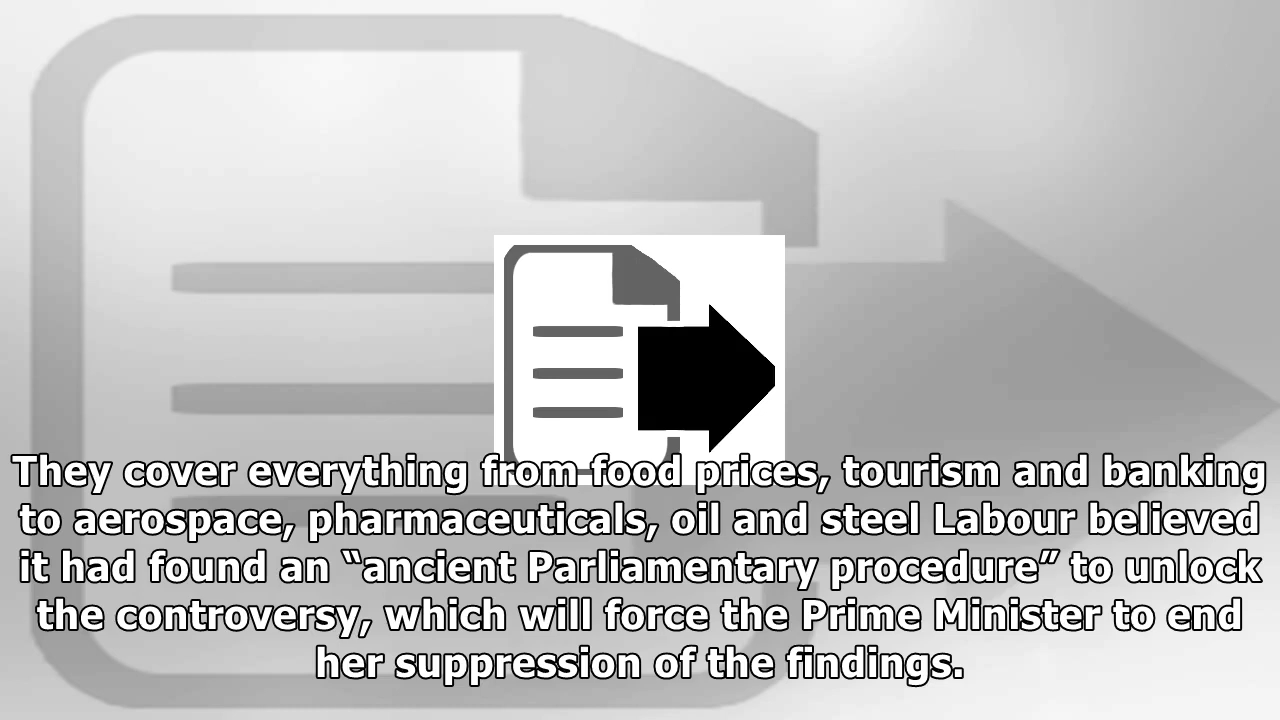 They cover everything from food prices, tourism and banking
to aerospace, pharmaceuticals, oil and steel Labour believed
it had found an “ancient Parliamentary procedure” to unlock
the controversy, which will force the Prime Minister to end
her suppression of the findings.